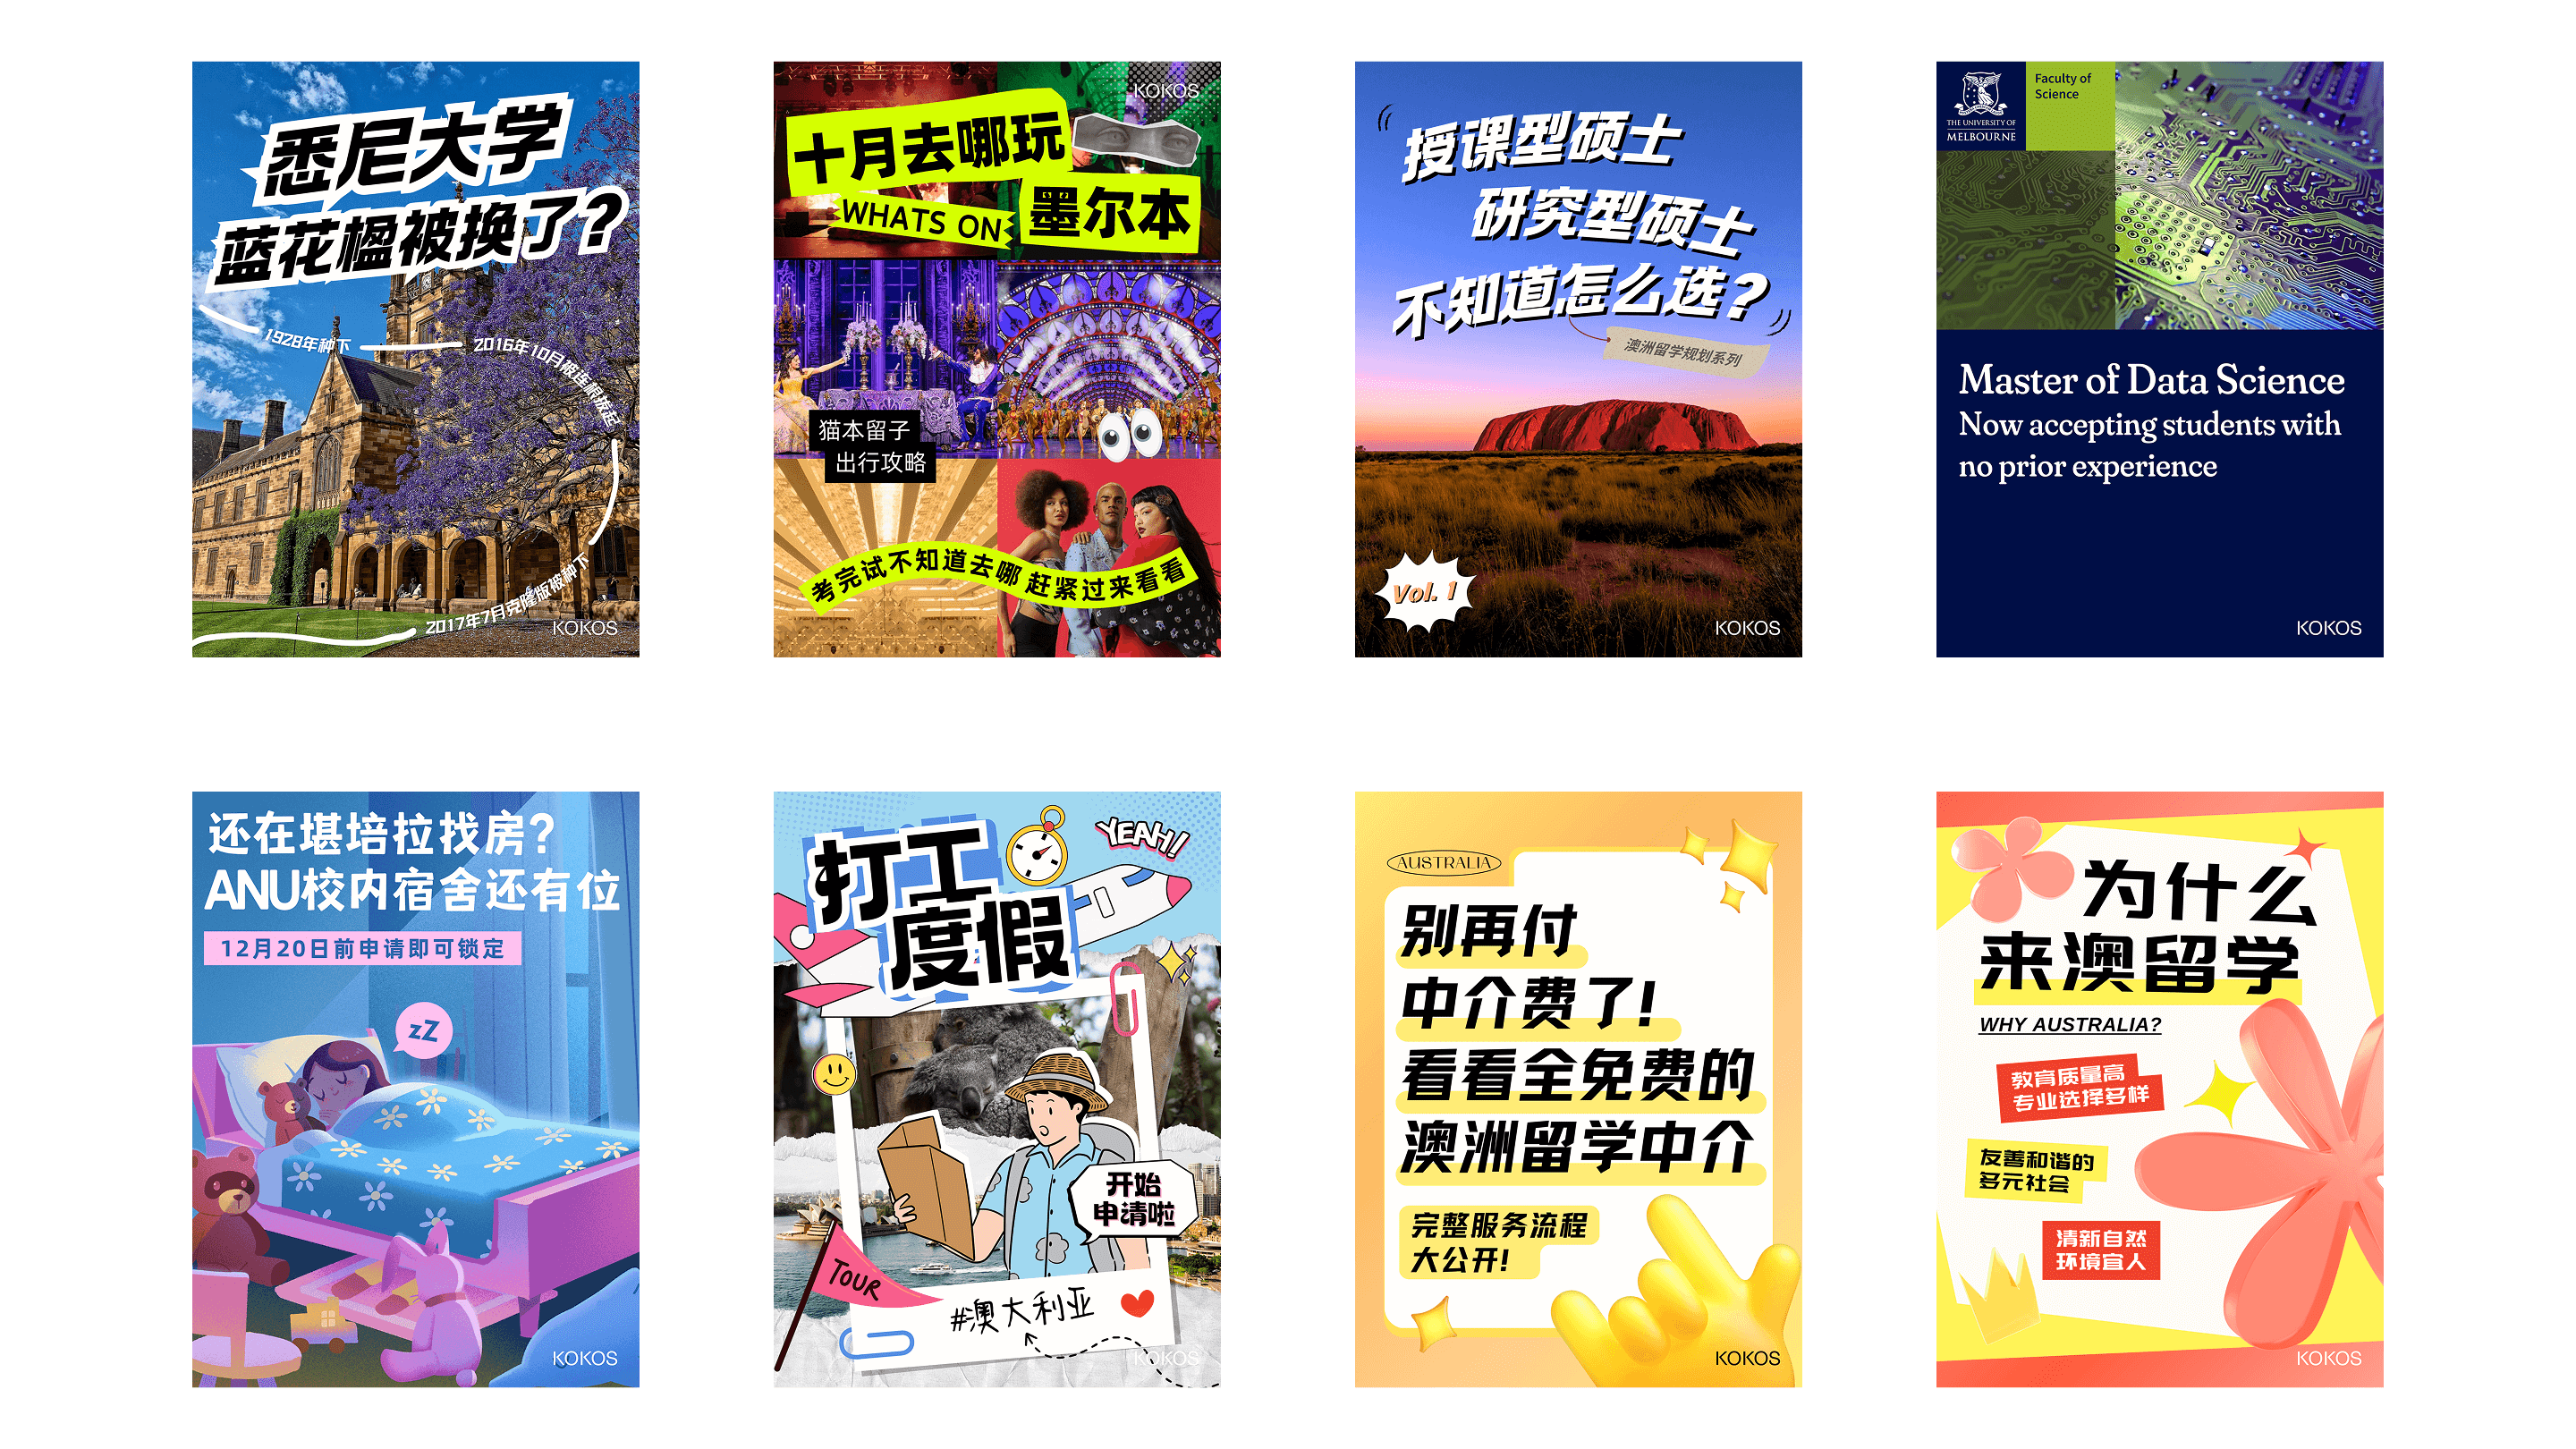 悉尼大学
蓝花楹被换了?
1928年种下
2016年10月被连根拔起
2017年7月克隆版被种下
KOKOS
KOKOS
十月去哪玩
WHATS ON
墨尔本
猫本留子
出行攻略
考完试不知道去哪 赶紧过来看看
授课型硕士
研究型硕士
不知道怎么选?
澳洲留学规划系列
Vol. 1
KOKOS
THE UNIVERSITY OF
MELBOURNE
Faculty of
Science
Master of Data Science
Now accepting students with
no prior experience
KOKOS
还在堪培拉找房?
ANU校内宿舍还有位
12月20日前申请即可锁定
zZ
KOKOS
打工
度假
YEAH!
开始
申请啦
TOUR
#澳大利亚
KOKOS
AUSTRALIA
别再付
中介费了!
看看全免费的
澳洲留学中介
完整服务流程
大公开!
KOKOS
为什么
来澳留学
WHY AUSTRALIA?
教育质量高
专业选择多样
友善和谐的
多元社会
清新自然
环境宜人
KOKOS